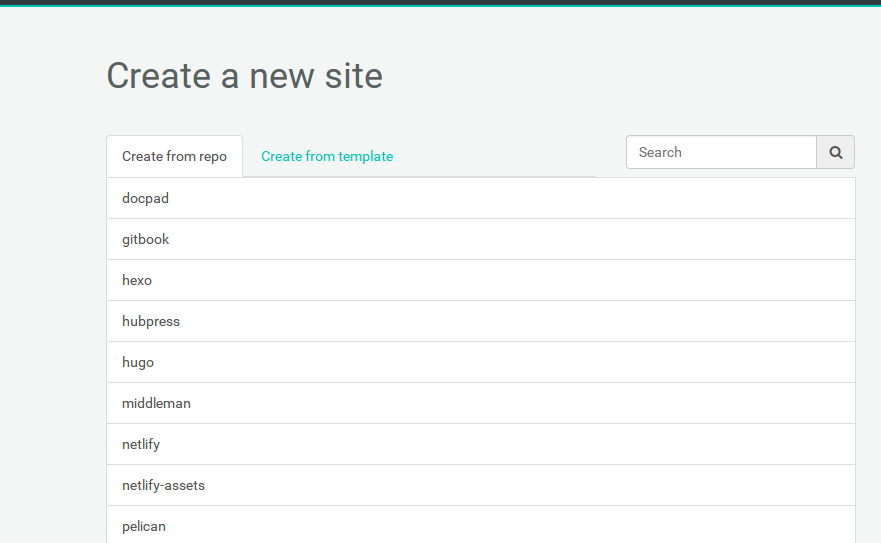 Create a new site
Create from repo
Create from template
Search
docpad
gitbook
hexo
hubpress
hugo
middleman
netlify
netlify-assets
pelican